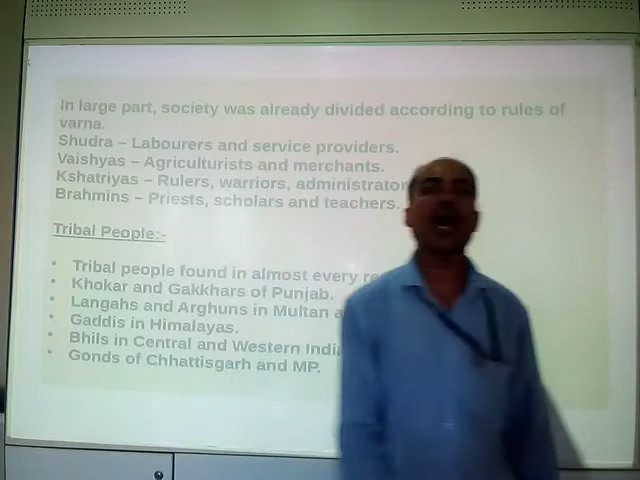 In large part, society was already divided according to rules of
varna.
Shudra – Labourers and service providers.
Vaishyas – Agriculturists and merchants.
Kshatriyas – Rulers, warriors, administrator
Brahmins – Priests, scholars and teachers.
Tribal People:-
• Tribal people found in almost every re
• Khokar and Gakkhars of Punjab.
• Langahs and Arghuns in Multan a
• Gaddis in Himalayas.
• Bhils in Central and Western India
• Gonds of Chhattisgarh and MP.